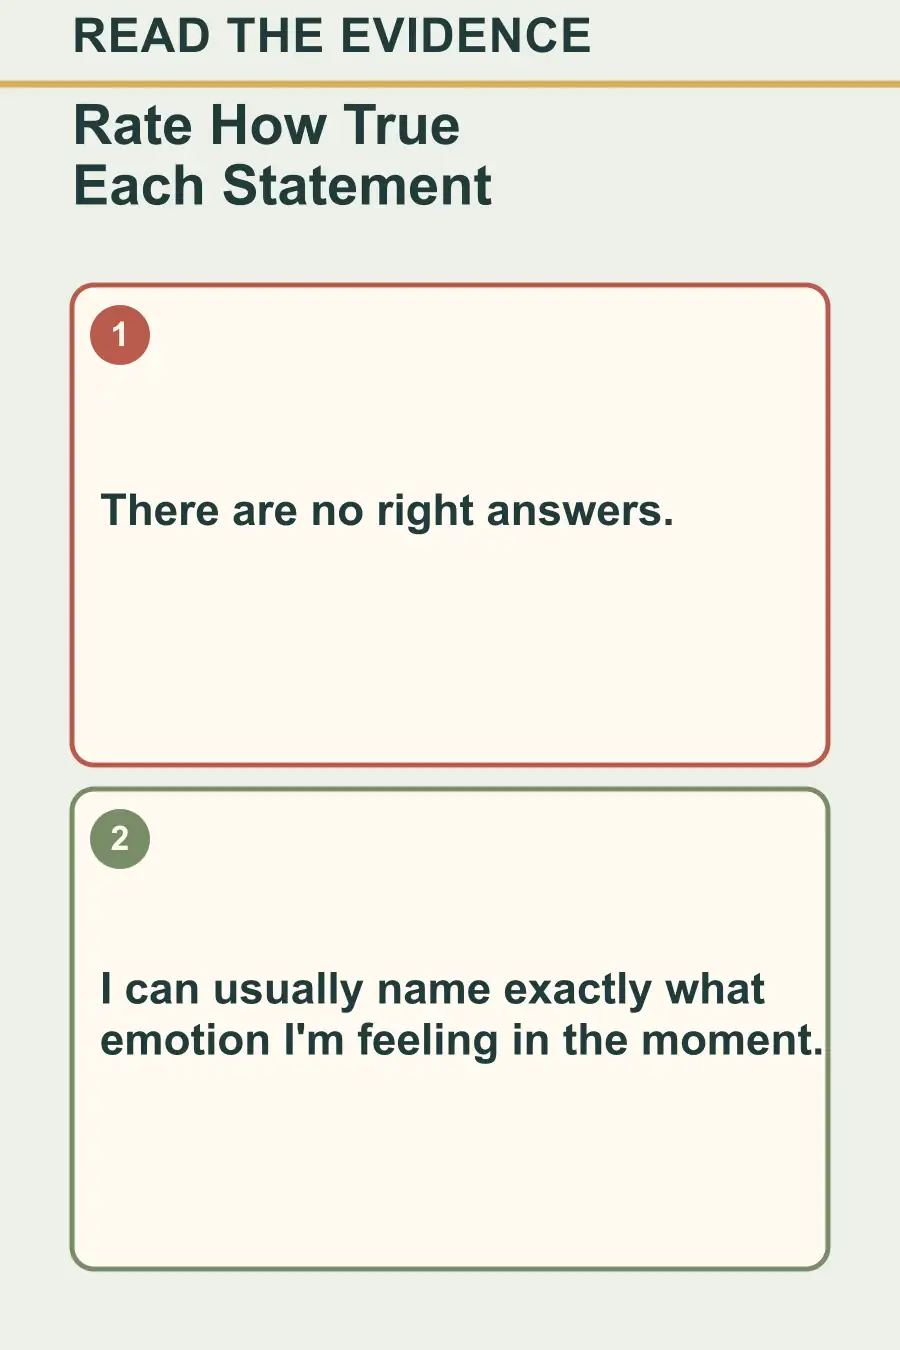 READ THE EVIDENCE
Rate How True
Each Statement
1
There are no right answers.
2
I can usually name exactly what
emotion I'm feeling in the moment.